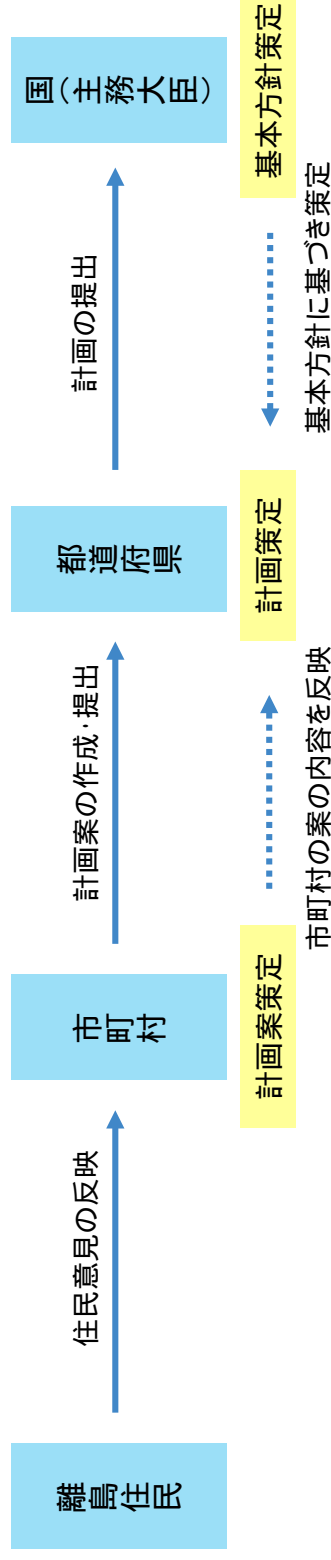 離島住民
住民意見の反映
市町村
計画案の作成・提出
都道府県
計画の提出
国(主務大臣)
計画案策定
市町村の案の内容を反映
計画策定
基本方針に基づき策定
基本方針策定